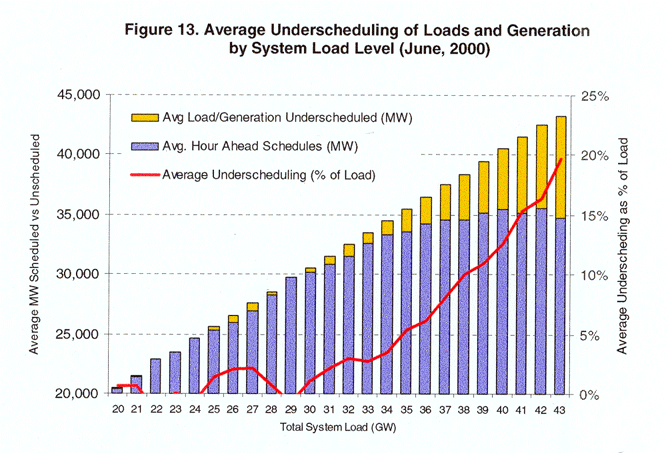 Figure 13. Average Underscheduling of Loads and Generation
by System Load Level (June, 2000)
45,000
40,000
35,000
30,000
25,000
20,000
Average MW Scheduled vs Unscheduled
Avg Load/Generation Underscheduled (MW)
Avg. Hour Ahead Schedules (MW)
Average Underscheduling (% of Load)
25%
20%
15%
10%
5%
0%
Average Underscheding as % of Load
20 21 22 23 24 25 26 27 28 29 30 31 32 33 34 35 36 37 38 39 40 41 42 43
Total System Load (GW)